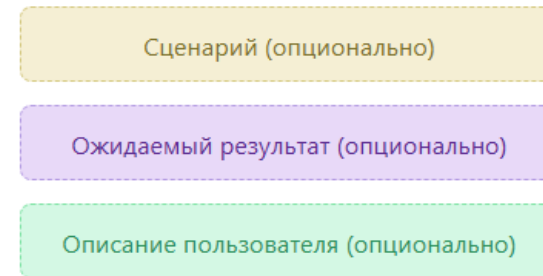 Сценарий (опционально)
Ожидаемый результат (опционально)
Описание пользователя (опционально)